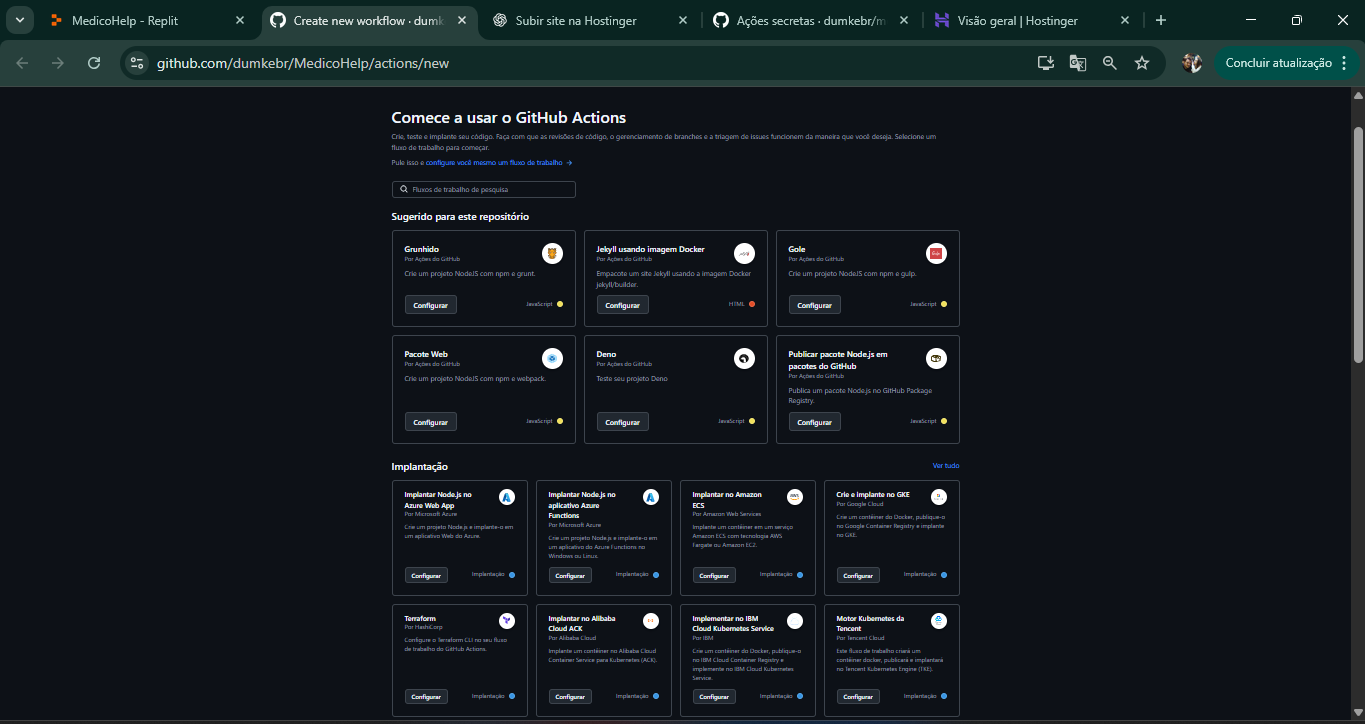 MedicoHelp - Replit
Create new workflow · dumk
Subir site na Hostinger
Ações secretas · dumkebr/m
Visão geral | Hostinger
github.com/dumkebr/MedicoHelp/actions/new
Concluir atualização
Comece a usar o GitHub Actions
Crie, teste e implante seu código. Faça com que as revisões de código, o gerenciamento de branches e a triagem de issues funcionem da maneira que você deseja. Selecione um
fluxo de trabalho para começar.
Pule isso e configure você mesmo um fluxo de trabalho →
Fluxos de trabalho de pesquisa
Sugerido para este repositório
Grunhido
Por Ações do GitHub
Crie um projeto NodeJS com npm e grunt.
Configurar
JavaScript
Jekyll usando imagem Docker
Por Ações do GitHub
Empacote um site Jekyll usando a imagem Docker
jekyll/builder.
Configurar
HTML
Gole
Por Ações do GitHub
Crie um projeto NodeJS com npm e gulp.
Configurar
JavaScript
Pacote Web
Por Ações do GitHub
Crie um projeto NodeJS com npm e webpack.
Configurar
JavaScript
Deno
Por Ações do GitHub
Teste seu projeto Deno
Configurar
JavaScript
Publicar pacote Node.js em
pacotes do GitHub
Por Ações do GitHub
Publica um pacote Node.js no GitHub Package
Registry.
Configurar
JavaScript
Implantação
Ver tudo
Implantar Node.js no
Azure Web App
Por Microsoft Azure
Crie um projeto Node.js e implante-o em
um aplicativo Web do Azure.
Configurar
Implantação
Implantar Node.js no
aplicativo Azure
Functions
Por Microsoft Azure
Crie um projeto Node.js e implante-o em
um aplicativo do Azure Functions no
Windows ou Linux.
Configurar
Implantação
Implantar no Amazon
ECS
Por Amazon Web Services
Implante um contêiner em um serviço
Amazon ECS com tecnologia AWS
Fargate ou Amazon EC2.
Configurar
Implantação
Crie e implante no GKE
Por Google Cloud
Crie um contêiner do Docker, publique-o
no Google Container Registry e implante
no GKE.
Configurar
Implantação
Terraform
Por HashiCorp
Configure o Terraform CLI no seu fluxo
de trabalho do GitHub Actions.
Configurar
Implantação
Implantar no Alibaba
Cloud ACK
Por Alibaba Cloud
Implante um contêiner no Alibaba Cloud
Container Service para Kubernetes (ACK).
Configurar
Implantação
Implementar no IBM
Cloud Kubernetes Service
Por IBM
Crie um contêiner do Docker, publique-o
no IBM Cloud Container Registry e
implemente no IBM Cloud Kubernetes
Service.
Configurar
Implantação
Motor Kubernetes da
Tencent
Por Tencent Cloud
Este fluxo de trabalho criará um
contêiner docker, publicará e implantará
no Tencent Kubernetes Engine (TKE).
Configurar
Implantação